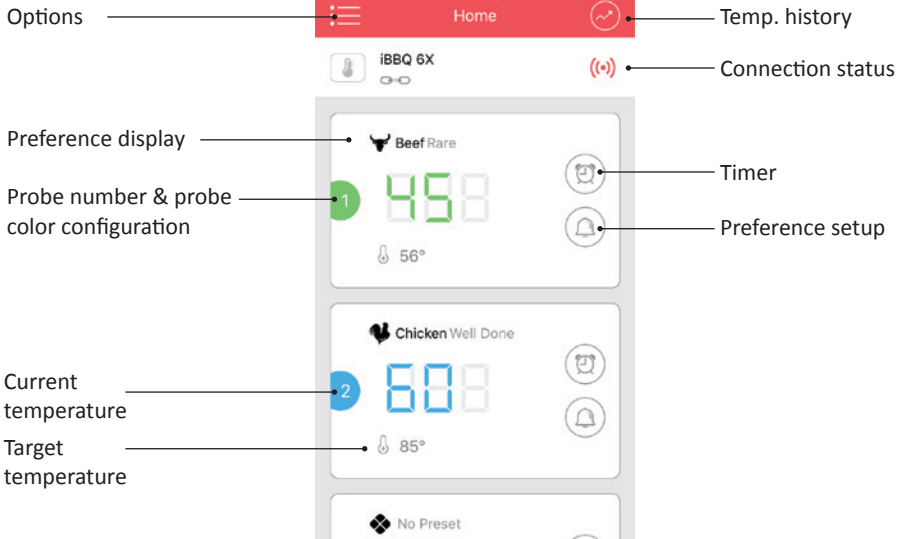 Options
Home
Temp. history
iBBQ 6X
Connection status
Preference display
Beef Rare
Probe number & probe
color configuration
1
45
Timer
Preference setup
56°
Chicken Well Done
Current
temperature
2
60
Target
temperature
85°
No Preset